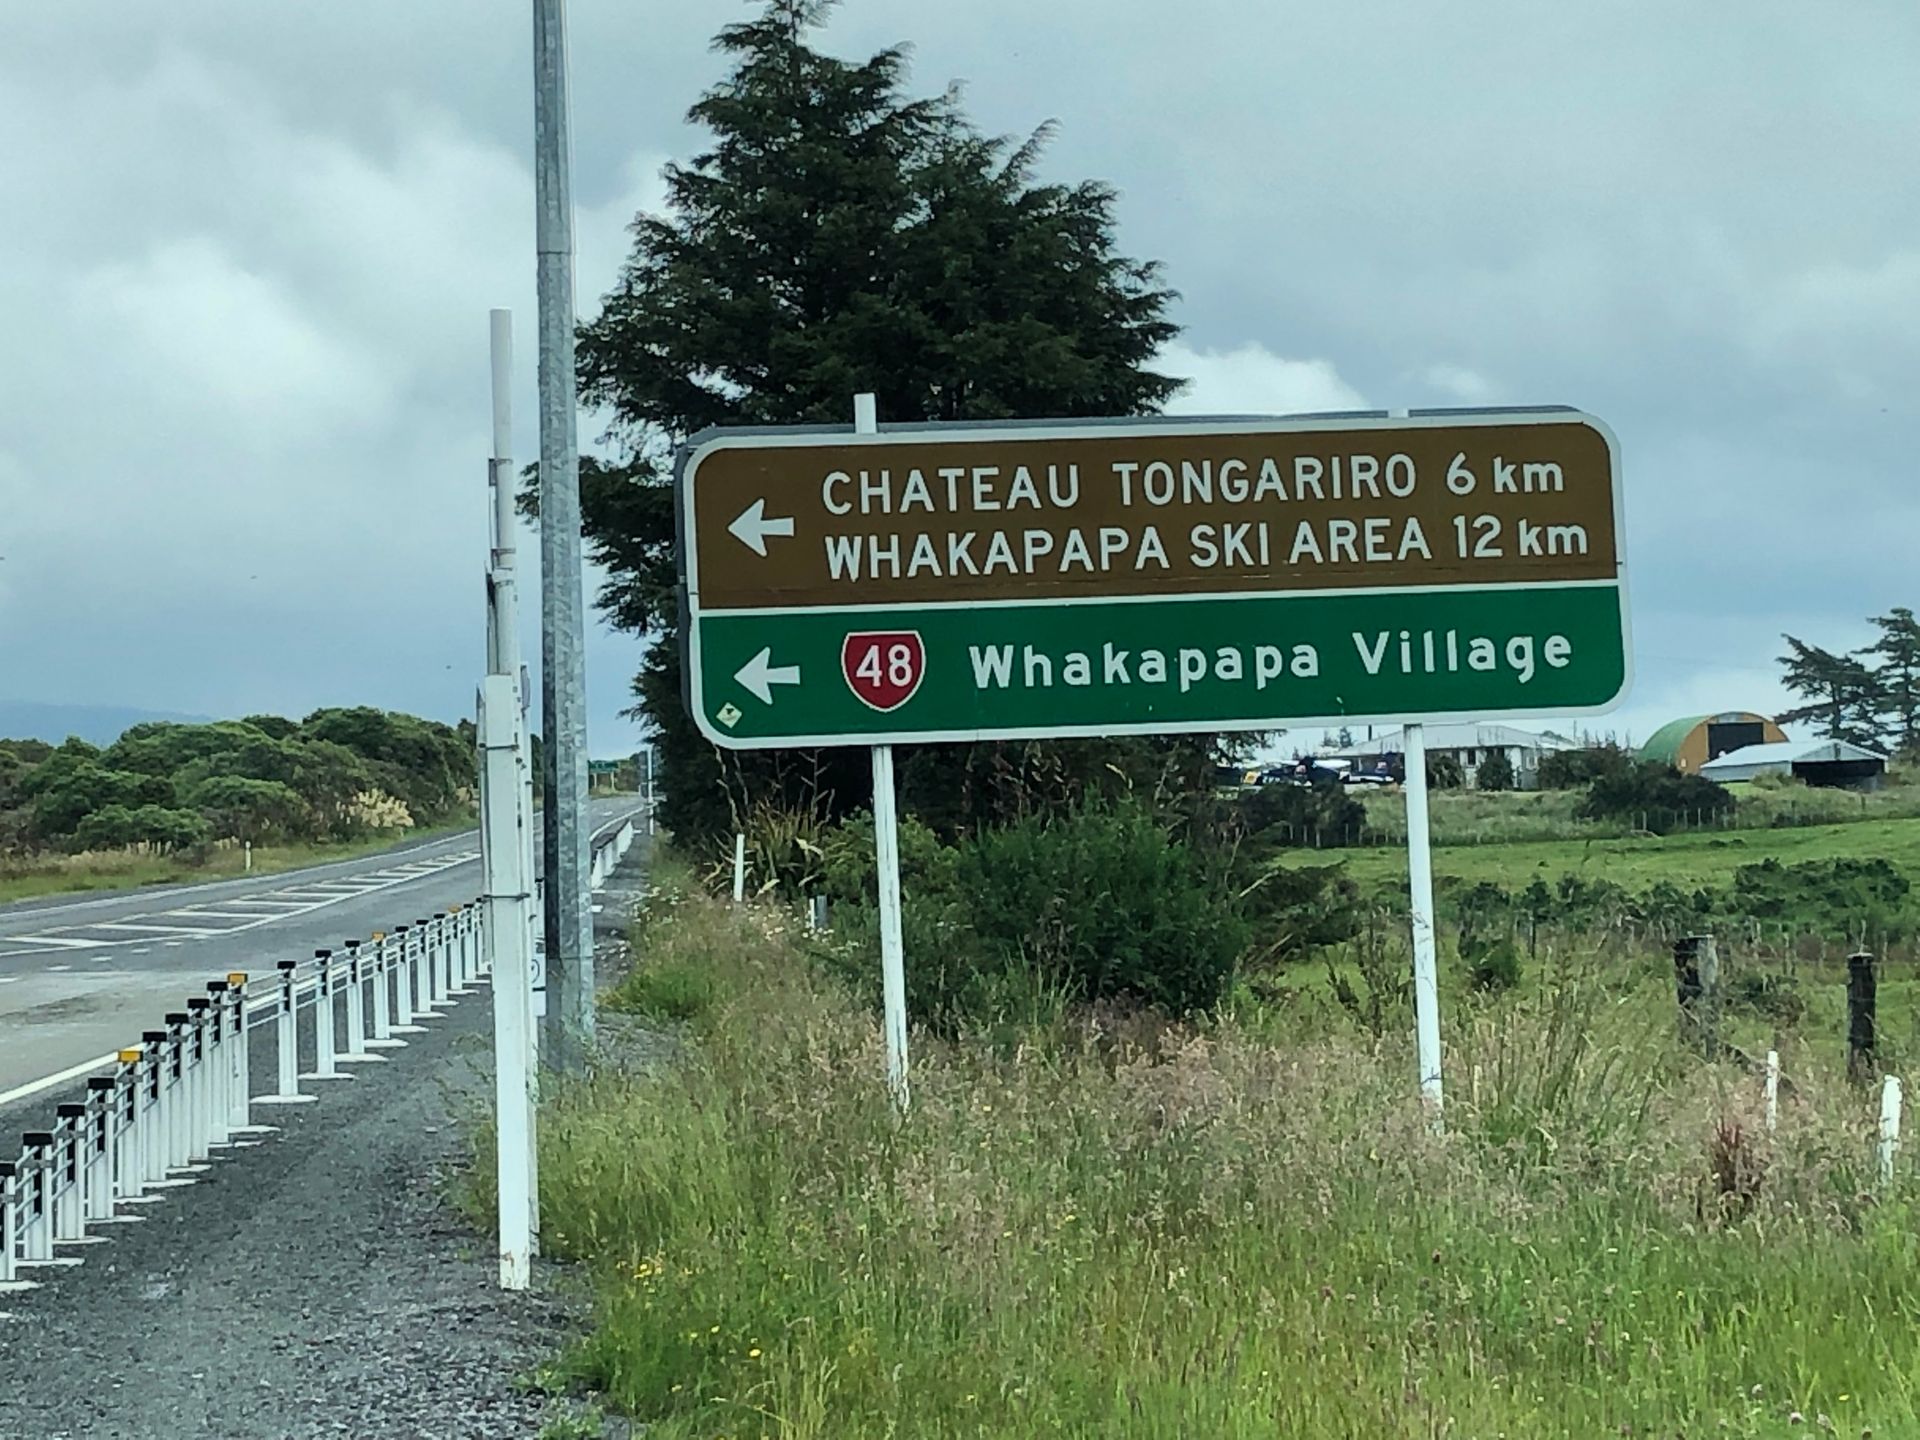 CHATEAU TONGARIRO 6 km
WHAKAPAPA SKI AREA 12 km
48 Whakapapa Village